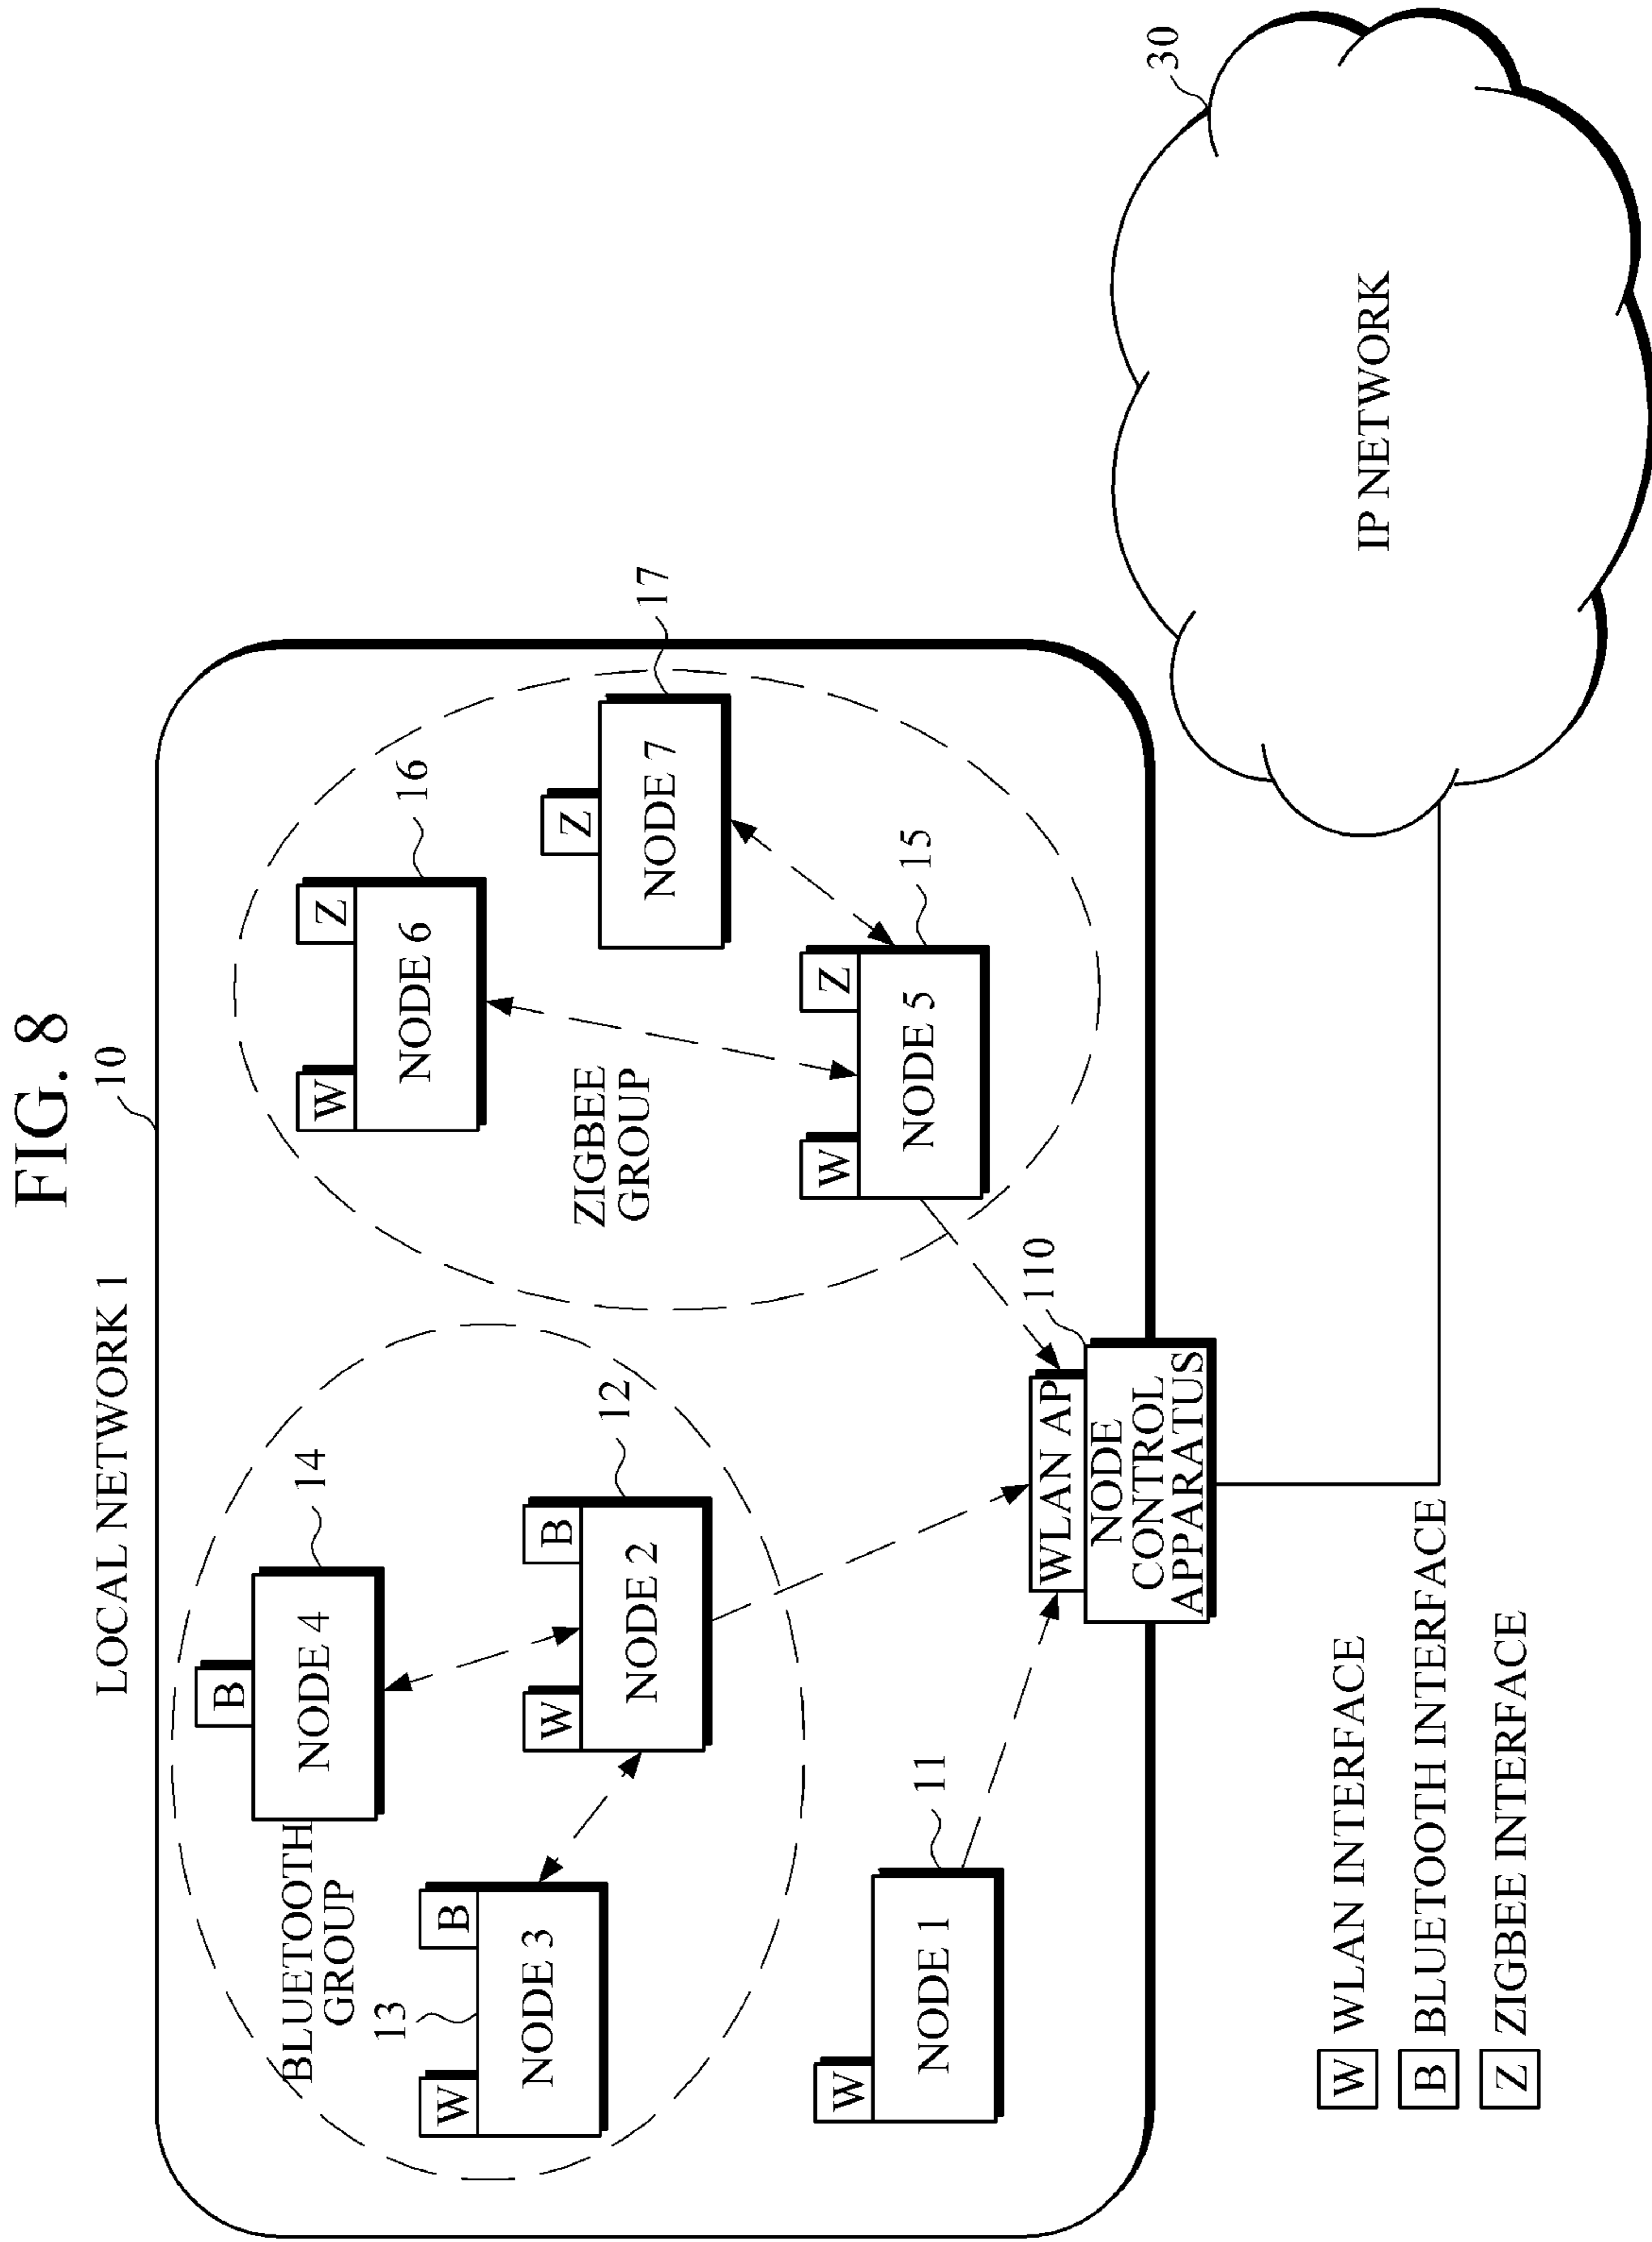 FIG. 8
LOCAL NETWORK 1
10
BLUETOOTH
GROUP
B
NODE 4
14
W
B
NODE 3
13
W
B
NODE 2
12
W
NODE 1
11
ZIGBEE
GROUP
W
Z
NODE 6
16
Z
NODE 7
17
W
Z
NODE 5
15
WLAN AP
110
NODE
CONTROL
APPARATUS
IP NETWORK
30
W WLAN INTERFACE
B BLUETOOTH INTERFACE
Z ZIGBEE INTERFACE